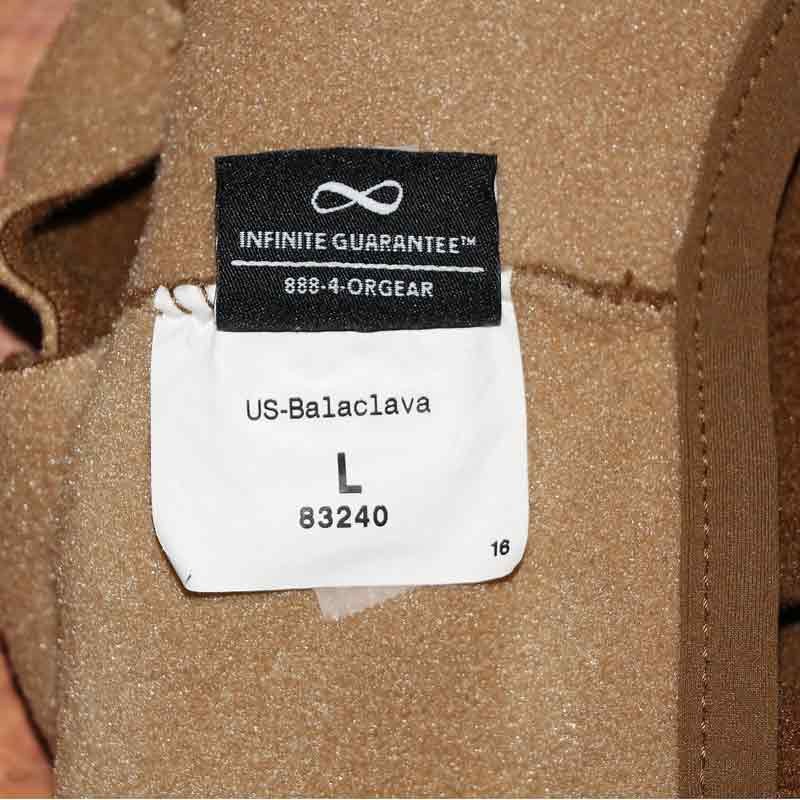 INFINITE GUARANTEE™
888-4-ORGEAR
US-Balaclava
L
83240
16